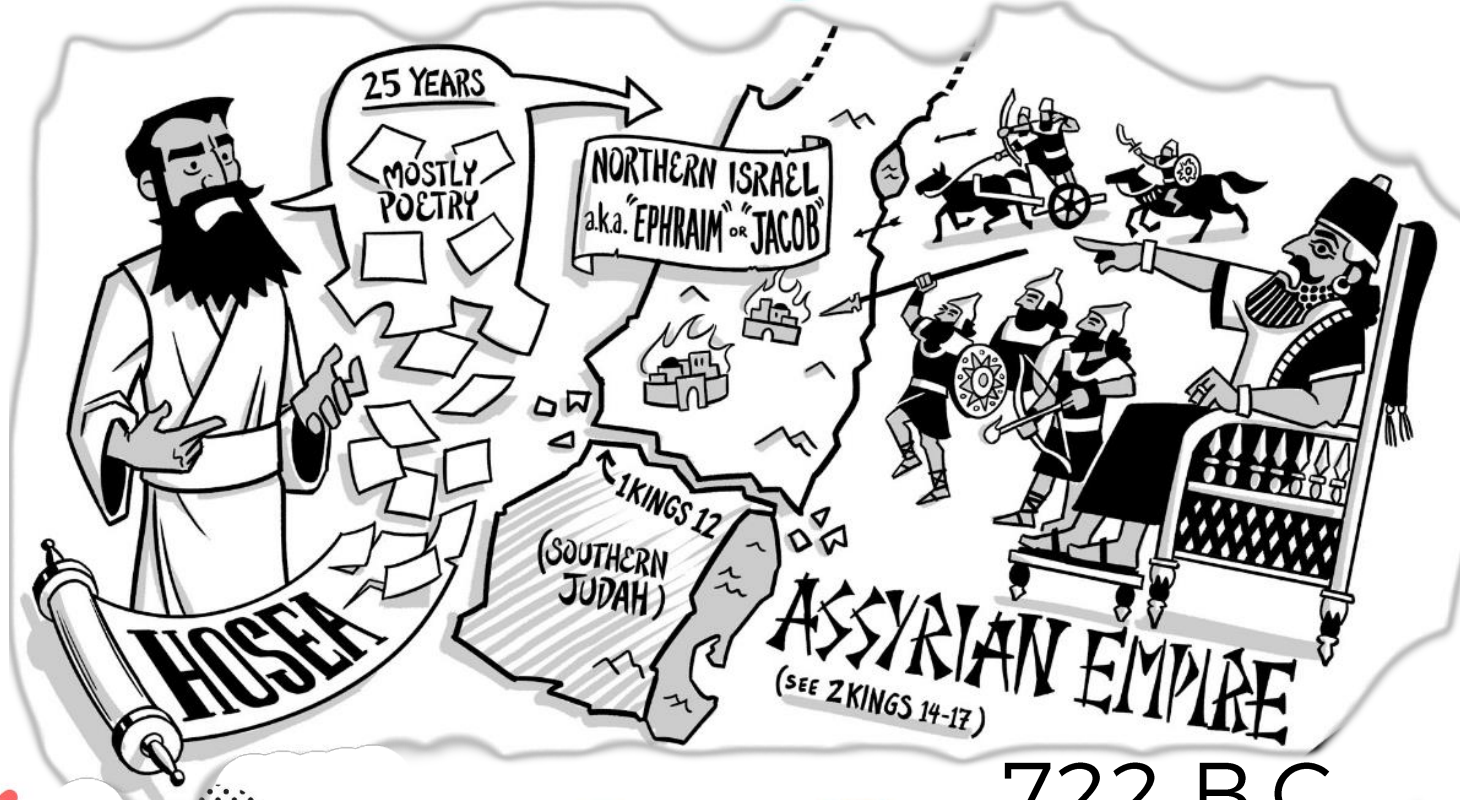 25 YEARS
MOSTLY
POETRY
NORTHERN ISRAEL
a.k.a. "EPHRAIM" OR "JACOB"
1 KINGS 12
(SOUTHERN
JUDAH)
HOSEA
ASSYRIAN EMPIRE
(SEE 2 KINGS 14-17)
722 B.C.